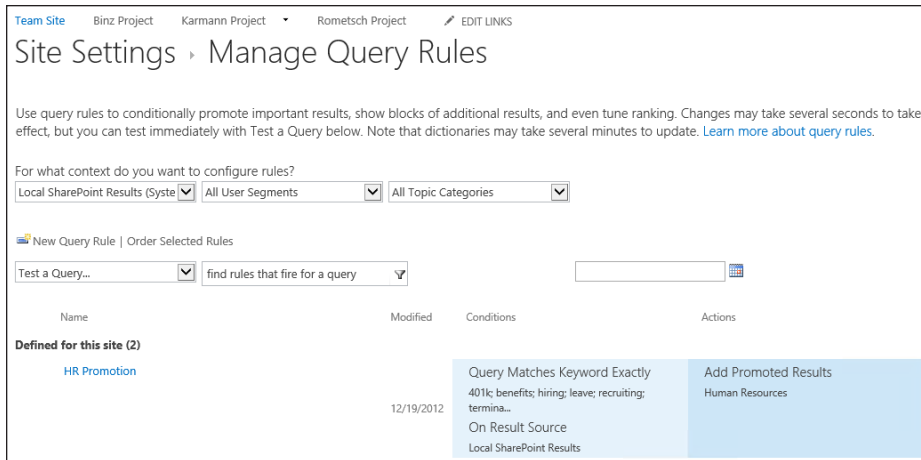 Team Site Binz Project Karmann Project Rometsch Project EDIT LINKS
Site Settings Manage Query Rules
Use query rules to conditionally promote important results, show blocks of additional results, and even tune ranking. Changes may take several seconds to take
effect, but you can test immediately with Test a Query below. Note that dictionaries may take several minutes to update. Learn more about query rules.
For what context do you want to configure rules?
Local SharePoint Results (Syste All User Segments All Topic Categories
New Query Rule | Order Selected Rules
Test a Query... find rules that fire for a query
Name Modified Conditions Actions
Defined for this site (2)
HR Promotion Query Matches Keyword Exactly Add Promoted Results
401k; benefits; hiring; leave; recruiting; Human Resources
12/19/2012 termina...
On Result Source
Local SharePoint Results